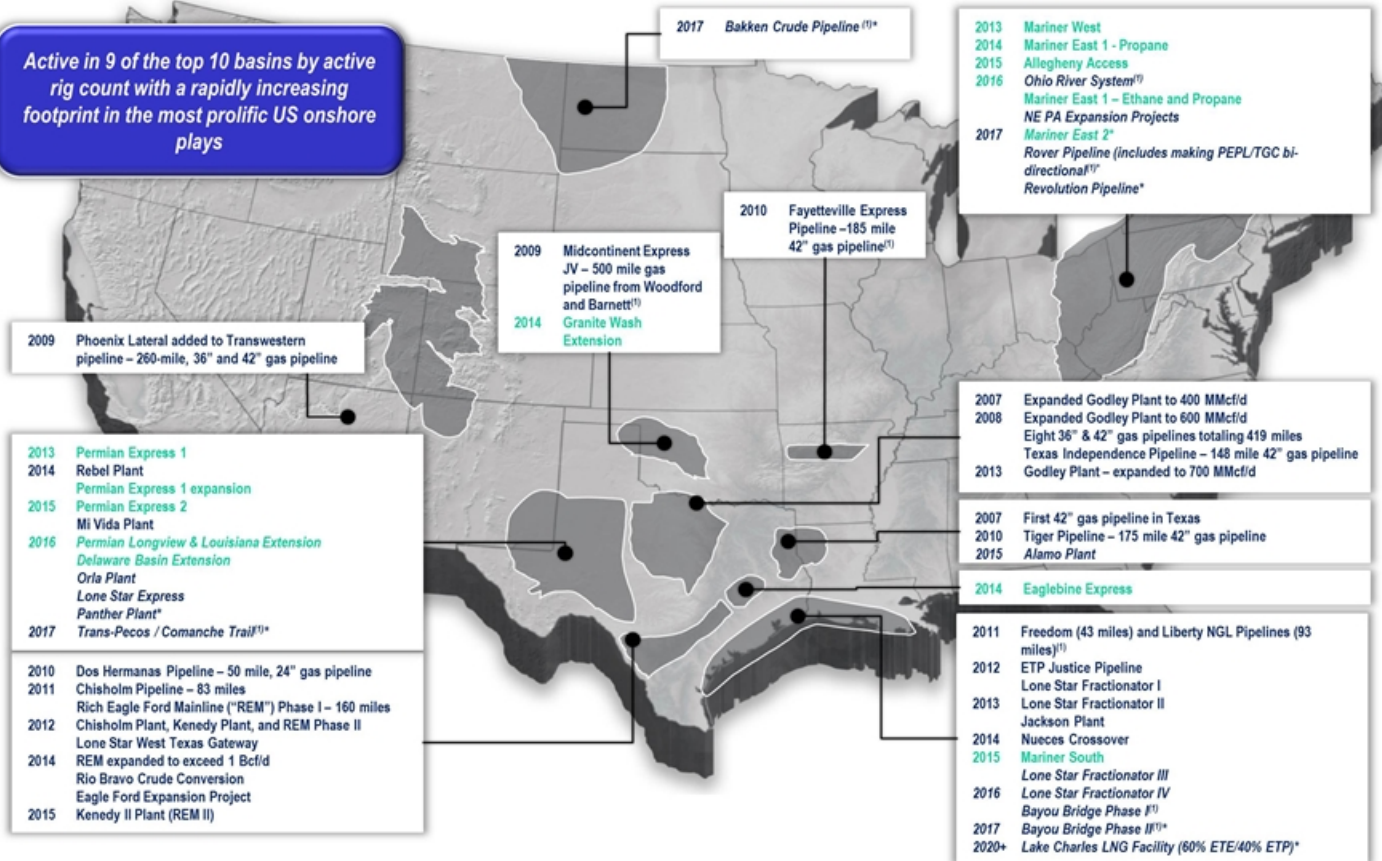 Active in 9 of the top 10 basins by active
rig count with a rapidly increasing
footprint in the most prolific US onshore
plays
2017 Bakken Crude Pipeline (1)*
2013 Mariner West
2014 Mariner East 1 - Propane
2015 Allegheny Access
2016 Ohio River System(1)
Mariner East 1 – Ethane and Propane
NE PA Expansion Projects
2017 Mariner East 2*
Rover Pipeline (includes making PEPL/TGC bi-
directional(1)*
Revolution Pipeline*
2010 Fayetteville Express
Pipeline –185 mile
42” gas pipeline(1)
2009 Midcontinent Express
JV – 500 mile gas
pipeline from Woodford
and Barnett(1)
2014 Granite Wash
Extension
2009 Phoenix Lateral added to Transwestern
pipeline – 260-mile, 36” and 42” gas pipeline
2007 Expanded Godley Plant to 400 MMcf/d
2008 Expanded Godley Plant to 600 MMcf/d
Eight 36” & 42” gas pipelines totaling 419 miles
Texas Independence Pipeline – 148 mile 42” gas pipeline
2013 Godley Plant – expanded to 700 MMcf/d
2013 Permian Express 1
2014 Rebel Plant
Permian Express 1 expansion
2015 Permian Express 2
Mi Vida Plant
2016 Permian Longview & Louisiana Extension
Delaware Basin Extension
Orla Plant
Lone Star Express
Panther Plant*
2017 Trans-Pecos / Comanche Trail(1)*
2007 First 42” gas pipeline in Texas
2010 Tiger Pipeline – 175 mile 42” gas pipeline
2015 Alamo Plant
2014 Eaglebine Express
2010 Dos Hermanas Pipeline – 50 mile, 24” gas pipeline
2011 Chisholm Pipeline – 83 miles
Rich Eagle Ford Mainline (“REM”) Phase I – 160 miles
2012 Chisholm Plant, Kenedy Plant, and REM Phase II
Lone Star West Texas Gateway
2014 REM expanded to exceed 1 Bcf/d
Rio Bravo Crude Conversion
Eagle Ford Expansion Project
2015 Kenedy II Plant (REM II)
2011 Freedom (43 miles) and Liberty NGL Pipelines (93
miles)(1)
2012 ETP Justice Pipeline
Lone Star Fractionator I
2013 Lone Star Fractionator II
Jackson Plant
2014 Nueces Crossover
2015 Mariner South
Lone Star Fractionator III
2016 Lone Star Fractionator IV
Bayou Bridge Phase I(1)
2017 Bayou Bridge Phase II(1)*
2020+ Lake Charles LNG Facility (60% ETE/40% ETP)*